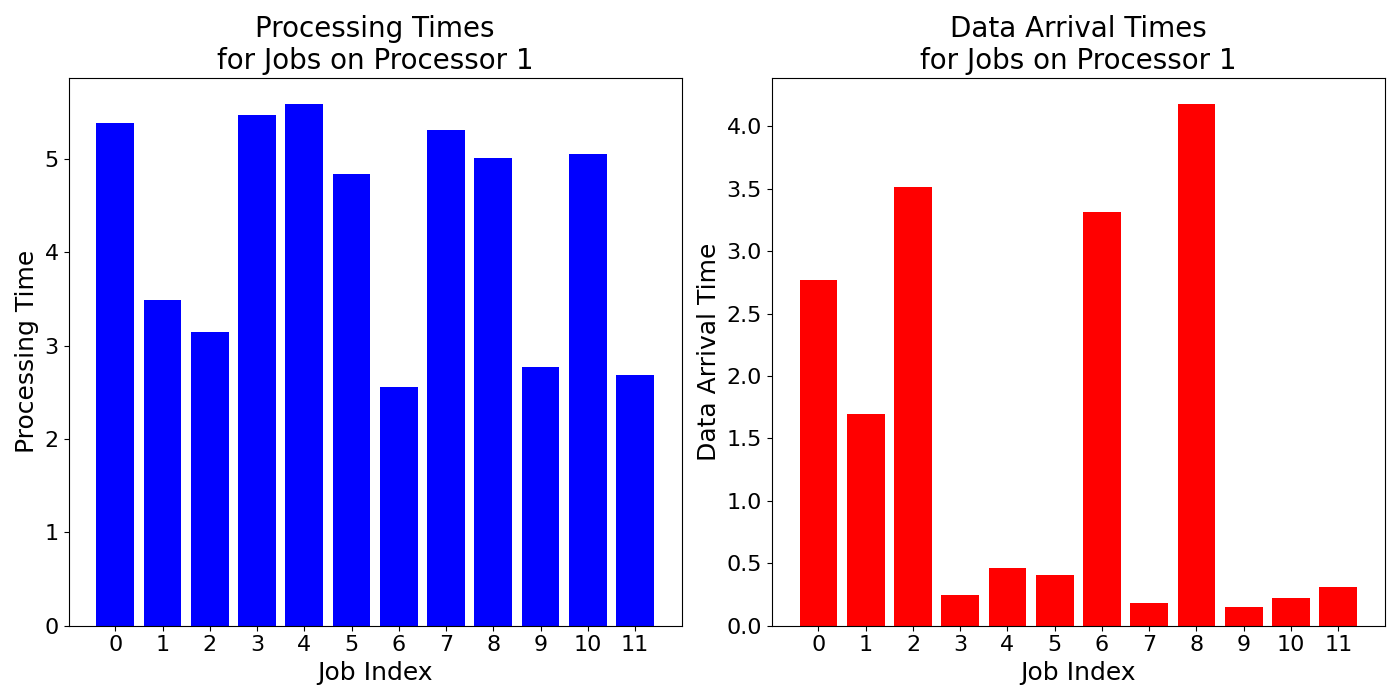 Processing Times
for Jobs on Processor 1
Processing Time
5
4
3
2
1
0
0 1 2 3 4 5 6 7 8 9 10 11
Job Index
Data Arrival Times
for Jobs on Processor 1
Data Arrival Time
4.0
3.5
3.0
2.5
2.0
1.5
1.0
0.5
0.0
0 1 2 3 4 5 6 7 8 9 10 11
Job Index